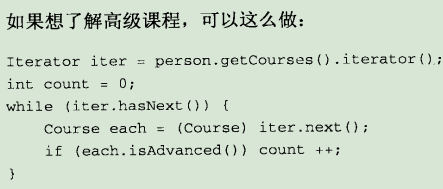 如果想了解高级课程，可以这么做：
Iterator iter = person.getCourses().iterator();
int count = 0;
while (iter.hasNext()) {
    Course each = (Course) iter.next();
    if (each.isAdvanced()) count ++;
}